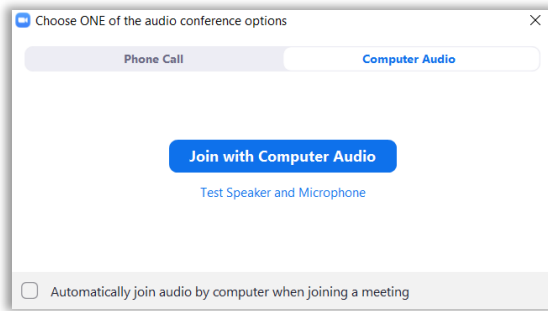 Choose ONE of the audio conference options
Phone Call
Computer Audio
Join with Computer Audio
Test Speaker and Microphone
Automatically join audio by computer when joining a meeting